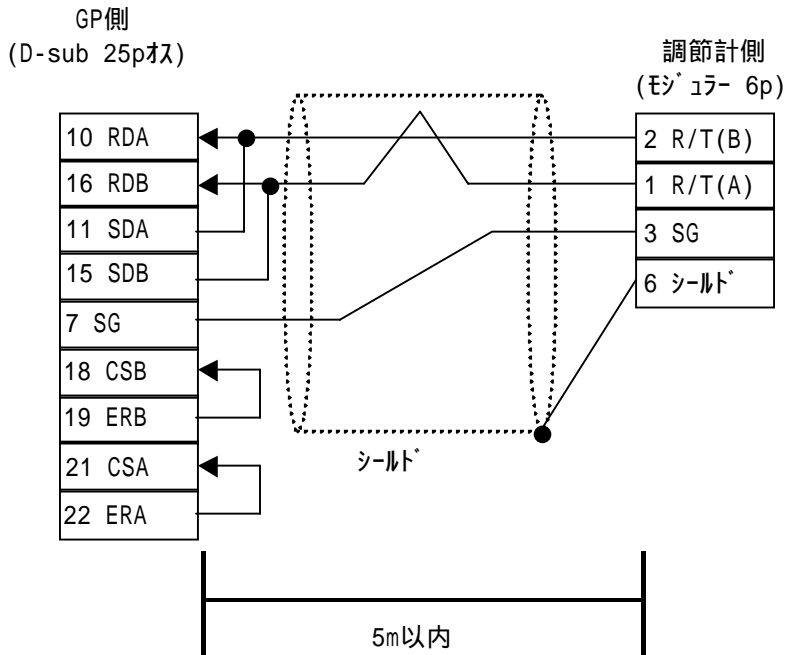 GP側
(D-sub 25pｵｽ)
調節計側
(ﾓｼﾞｭﾗｰ 6p)
10 RDA
16 RDB
11 SDA
15 SDB
7 SG
18 CSB
19 ERB
21 CSA
22 ERA
2 R/T(B)
1 R/T(A)
3 SG
6 ｼｰﾙﾄﾞ
ｼｰﾙﾄﾞ
5m以内